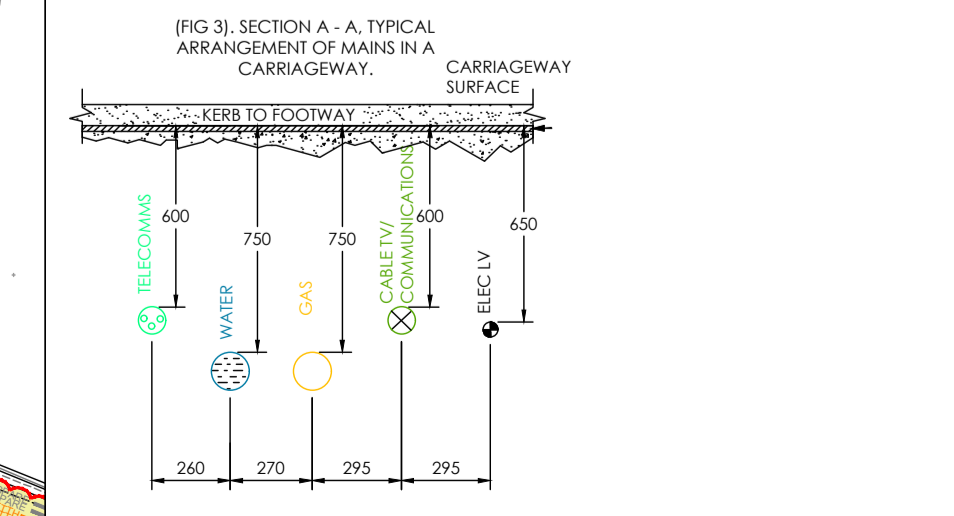 (FIG 3). SECTION A - A, TYPICAL
ARRANGEMENT OF MAINS IN A
CARRIAGEWAY.
CARRIAGEWAY
SURFACE
KERB TO FOOTWAY
TELECOMMS
600
WATER
750
GAS
750
CABLE TV/
COMMUNICATIONS
600
ELEC LV
650
260
270
295
295